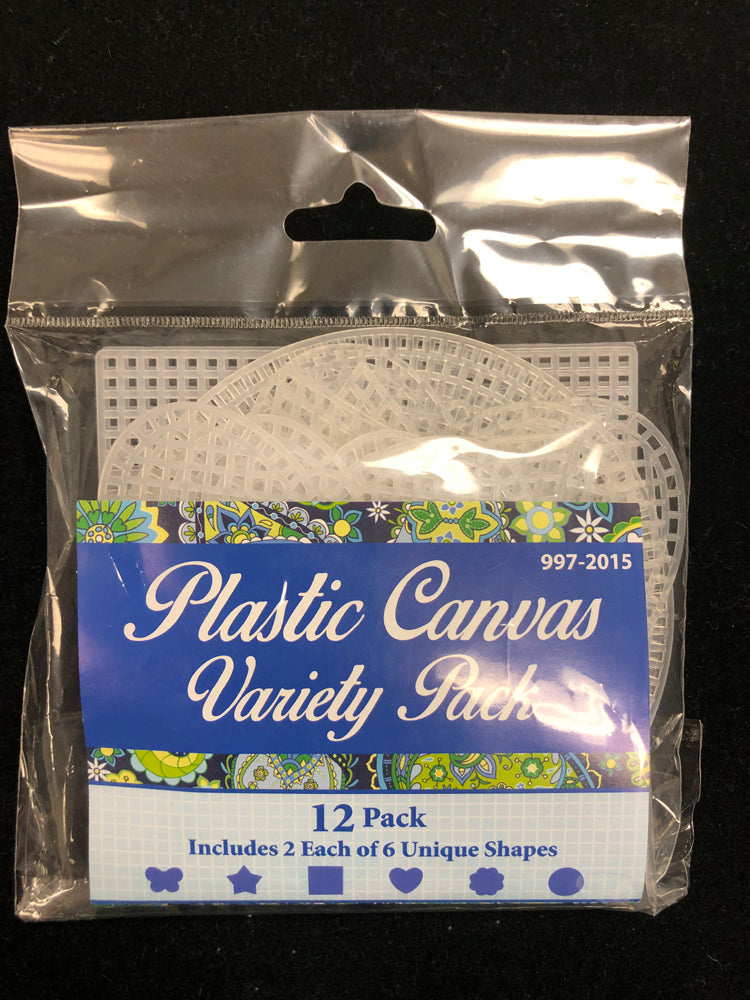 997-2015
Plastic Canvas
Variety Pack
12 Pack
Includes 2 Each of 6 Unique Shapes